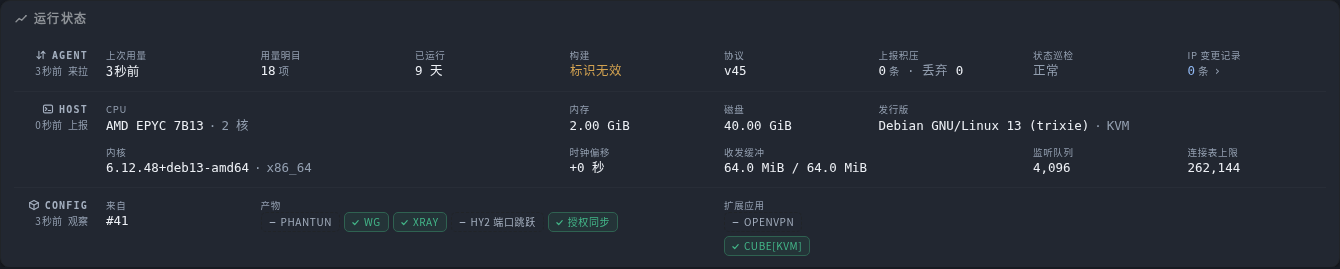 运行状态
AGENT 上次用量 用量明目 已运行 构建 协议 上报积压 状态巡检 IP 变更记录
3秒前 来拉 3秒前 18 项 9 天 标识无效 v45 0 条 · 丢弃 0 正常 0 条 ›
HOST CPU 内存 磁盘 发行版
0秒前 上报 AMD EPYC 7B13 · 2 核 2.00 GiB 40.00 GiB Debian GNU/Linux 13 (trixie) · KVM
内核 时钟偏移 收发缓冲 监听队列 连接表上限
6.12.48+deb13-amd64 · x86_64 +0 秒 64.0 MiB / 64.0 MiB 4,096 262,144
CONFIG 来自 产物 扩展应用
3秒前 观察 #41 — PHANTUN ✓ WG ✓ XRAY — HY2 端口跳跃 ✓ 授权同步 — OPENVPN
✓ CUBE[KVM]